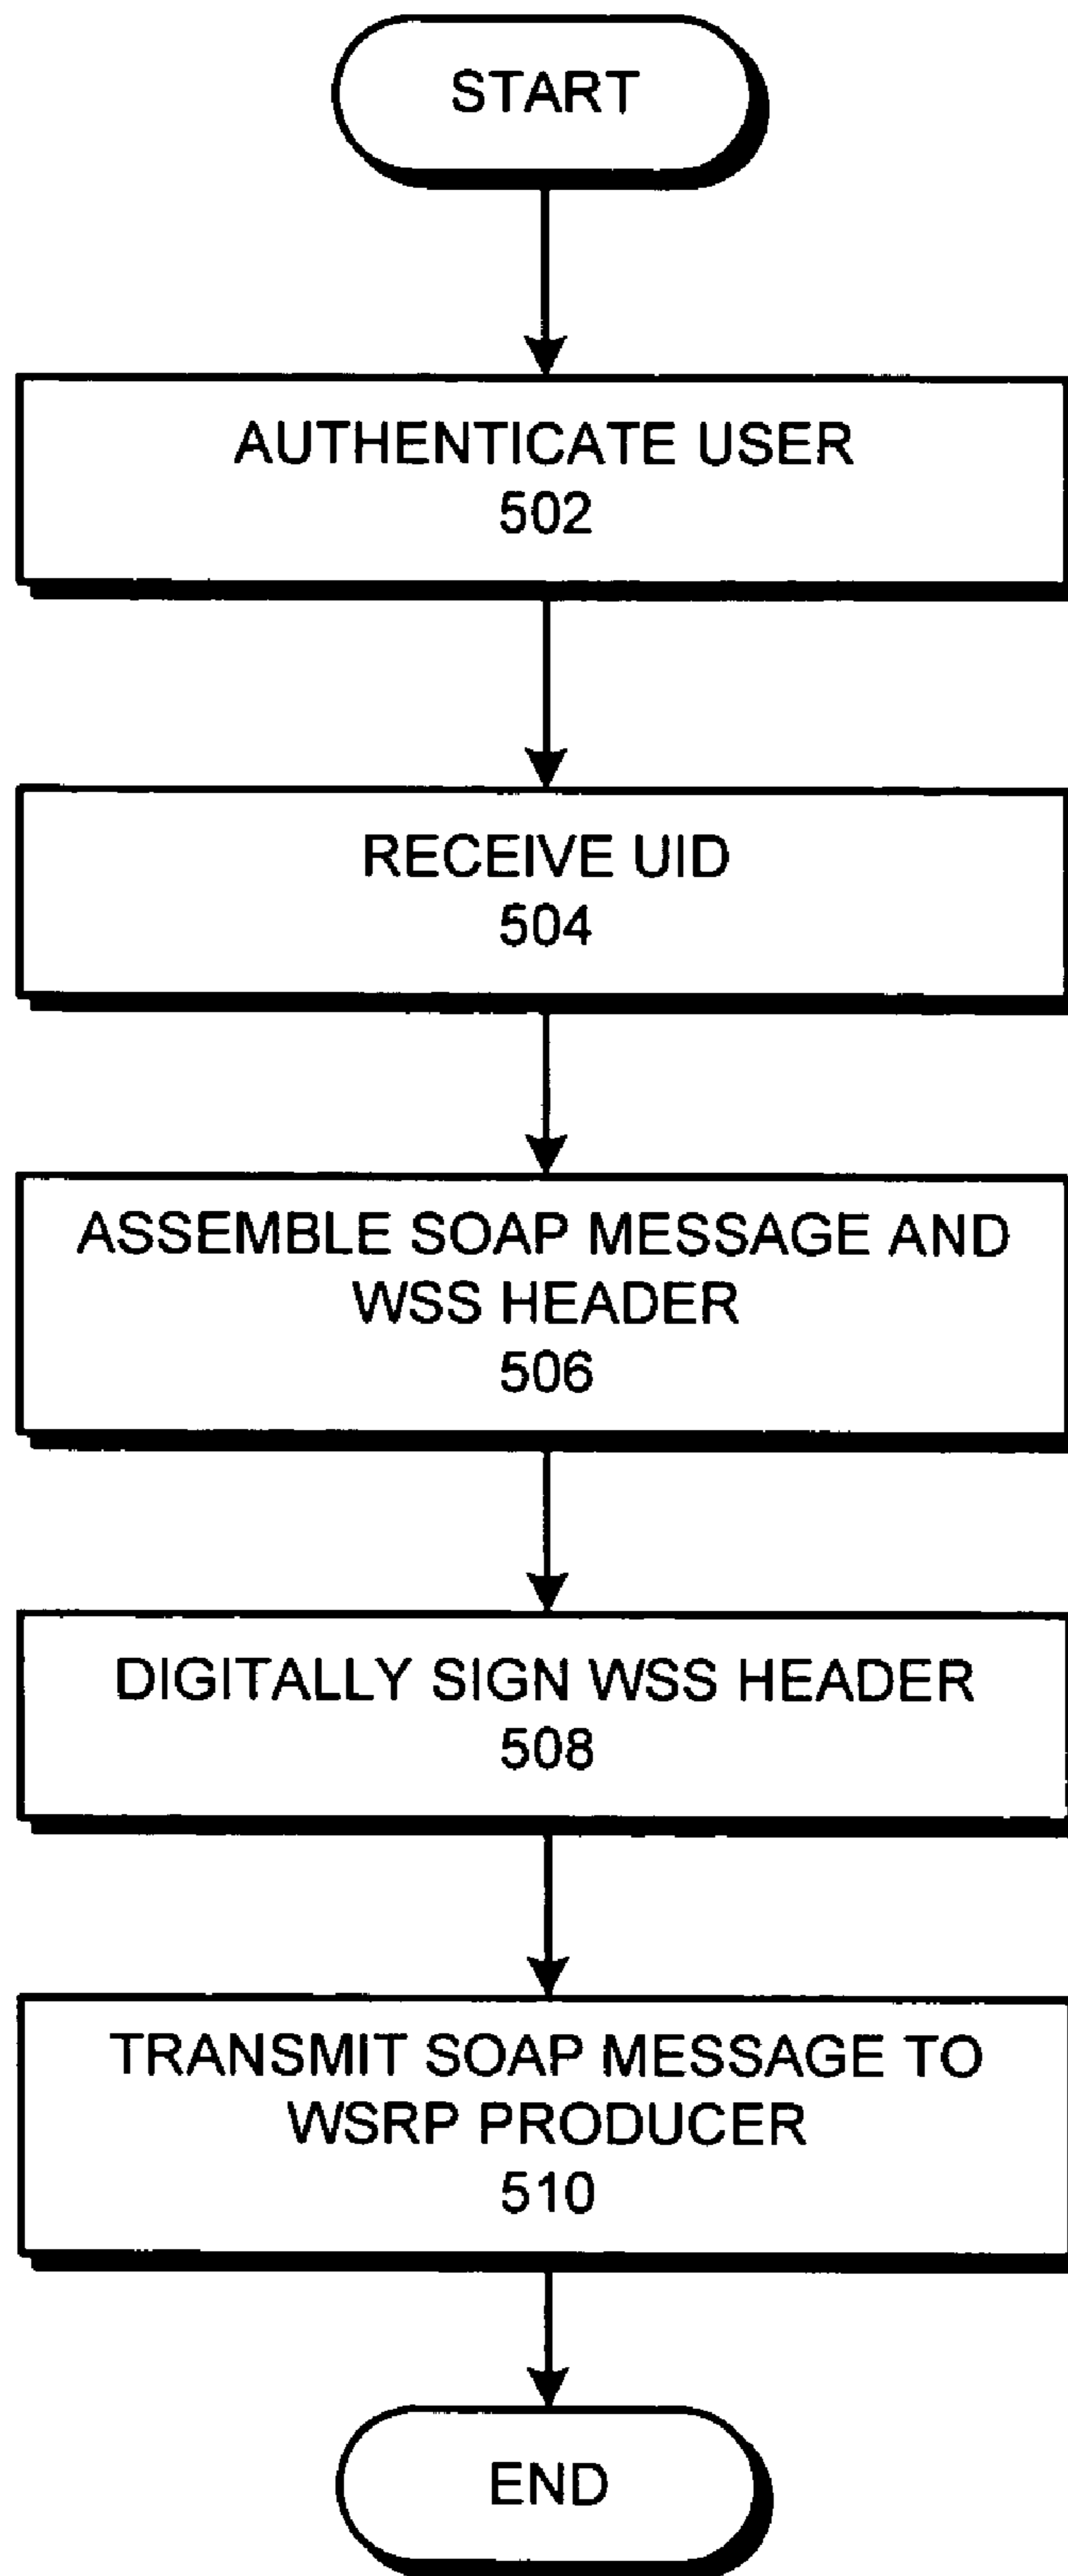 START
AUTHENTICATE USER
502
RECEIVE UID
504
ASSEMBLE SOAP MESSAGE AND
WSS HEADER
506
DIGITALLY SIGN WSS HEADER
508
TRANSMIT SOAP MESSAGE TO
WSRP PRODUCER
510
END